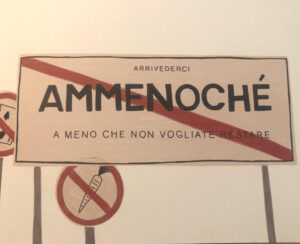 ARRIVEDERCI
AMMENOCHÉ
A MENO CHE NON VOGLIATE RESTARE